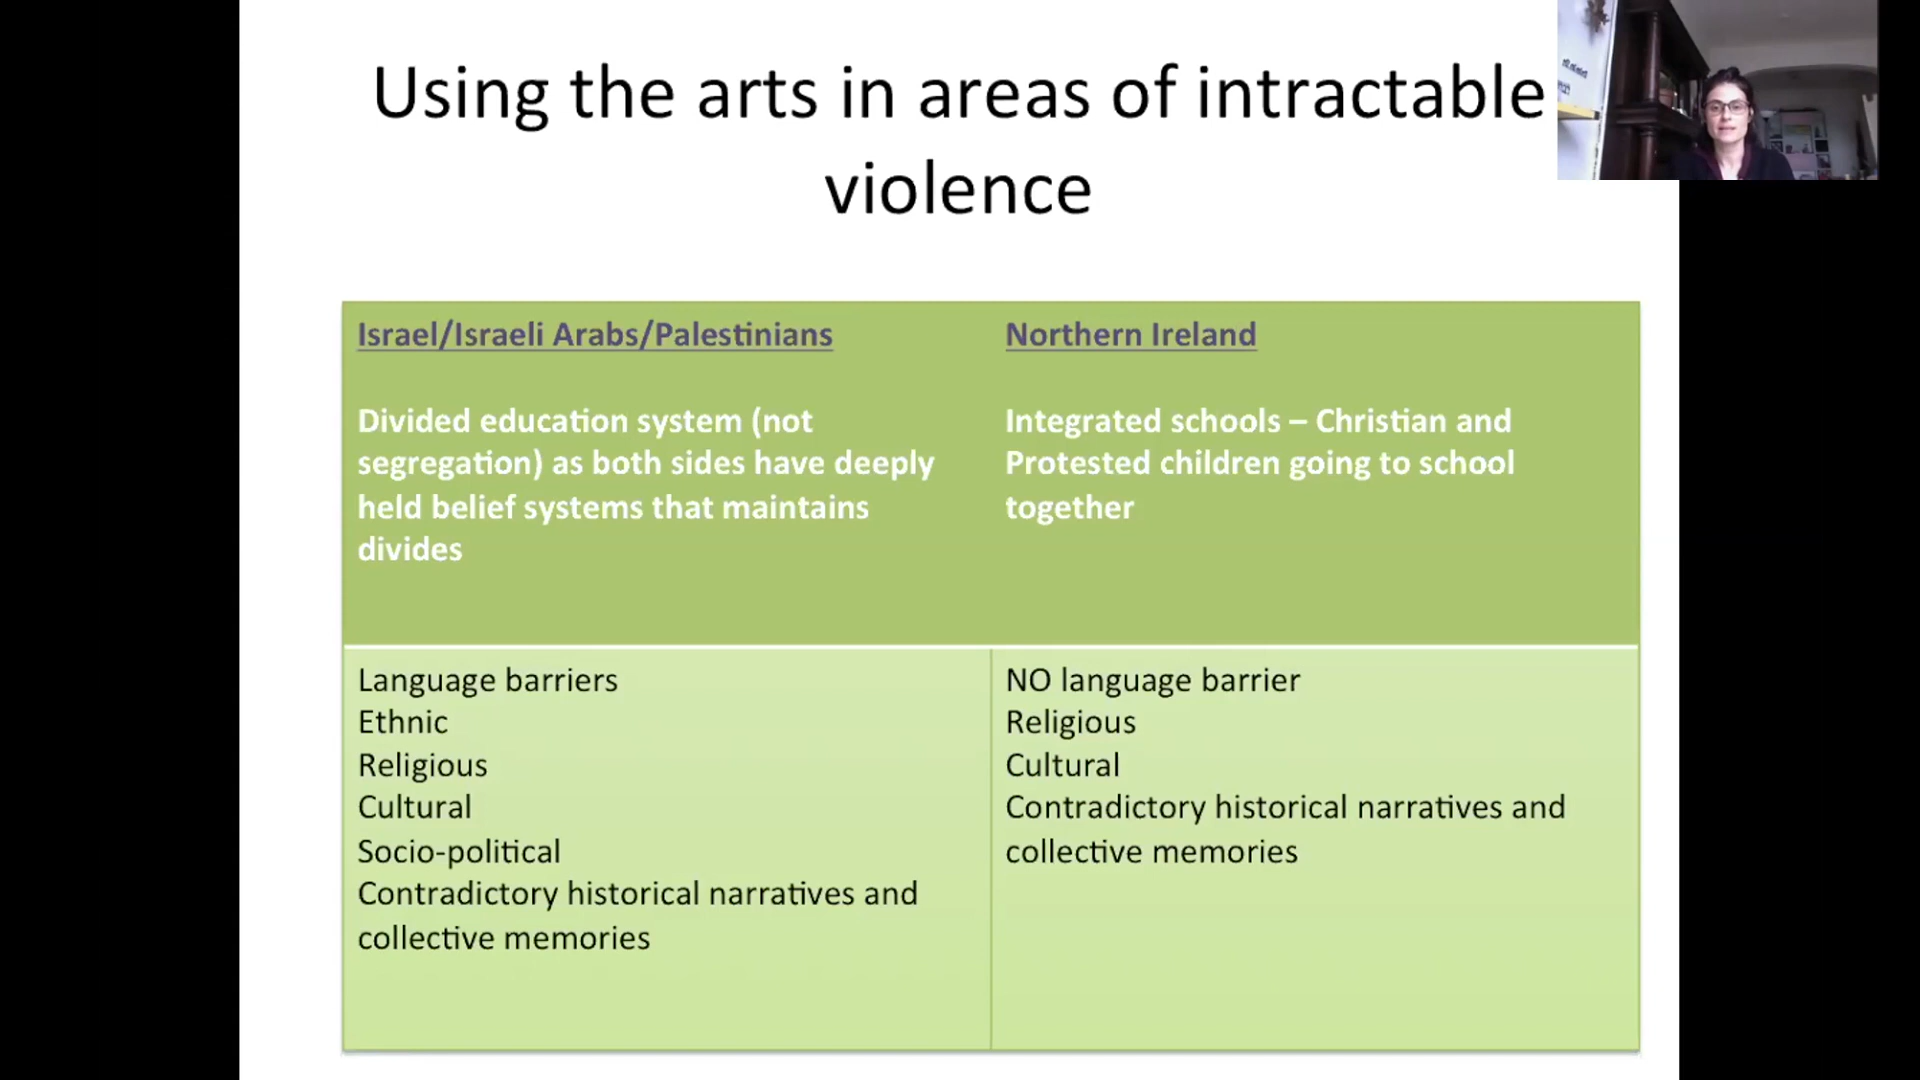 Using the arts in areas of intractable
violence
Israel/Israeli Arabs/Palestinians
Divided education system (not
segregation) as both sides have deeply
held belief systems that maintains
divides
Northern Ireland
Integrated schools – Christian and
Protested children going to school
together
Language barriers
Ethnic
Religious
Cultural
Socio-political
Contradictory historical narratives and
collective memories
NO language barrier
Religious
Cultural
Contradictory historical narratives and
collective memories